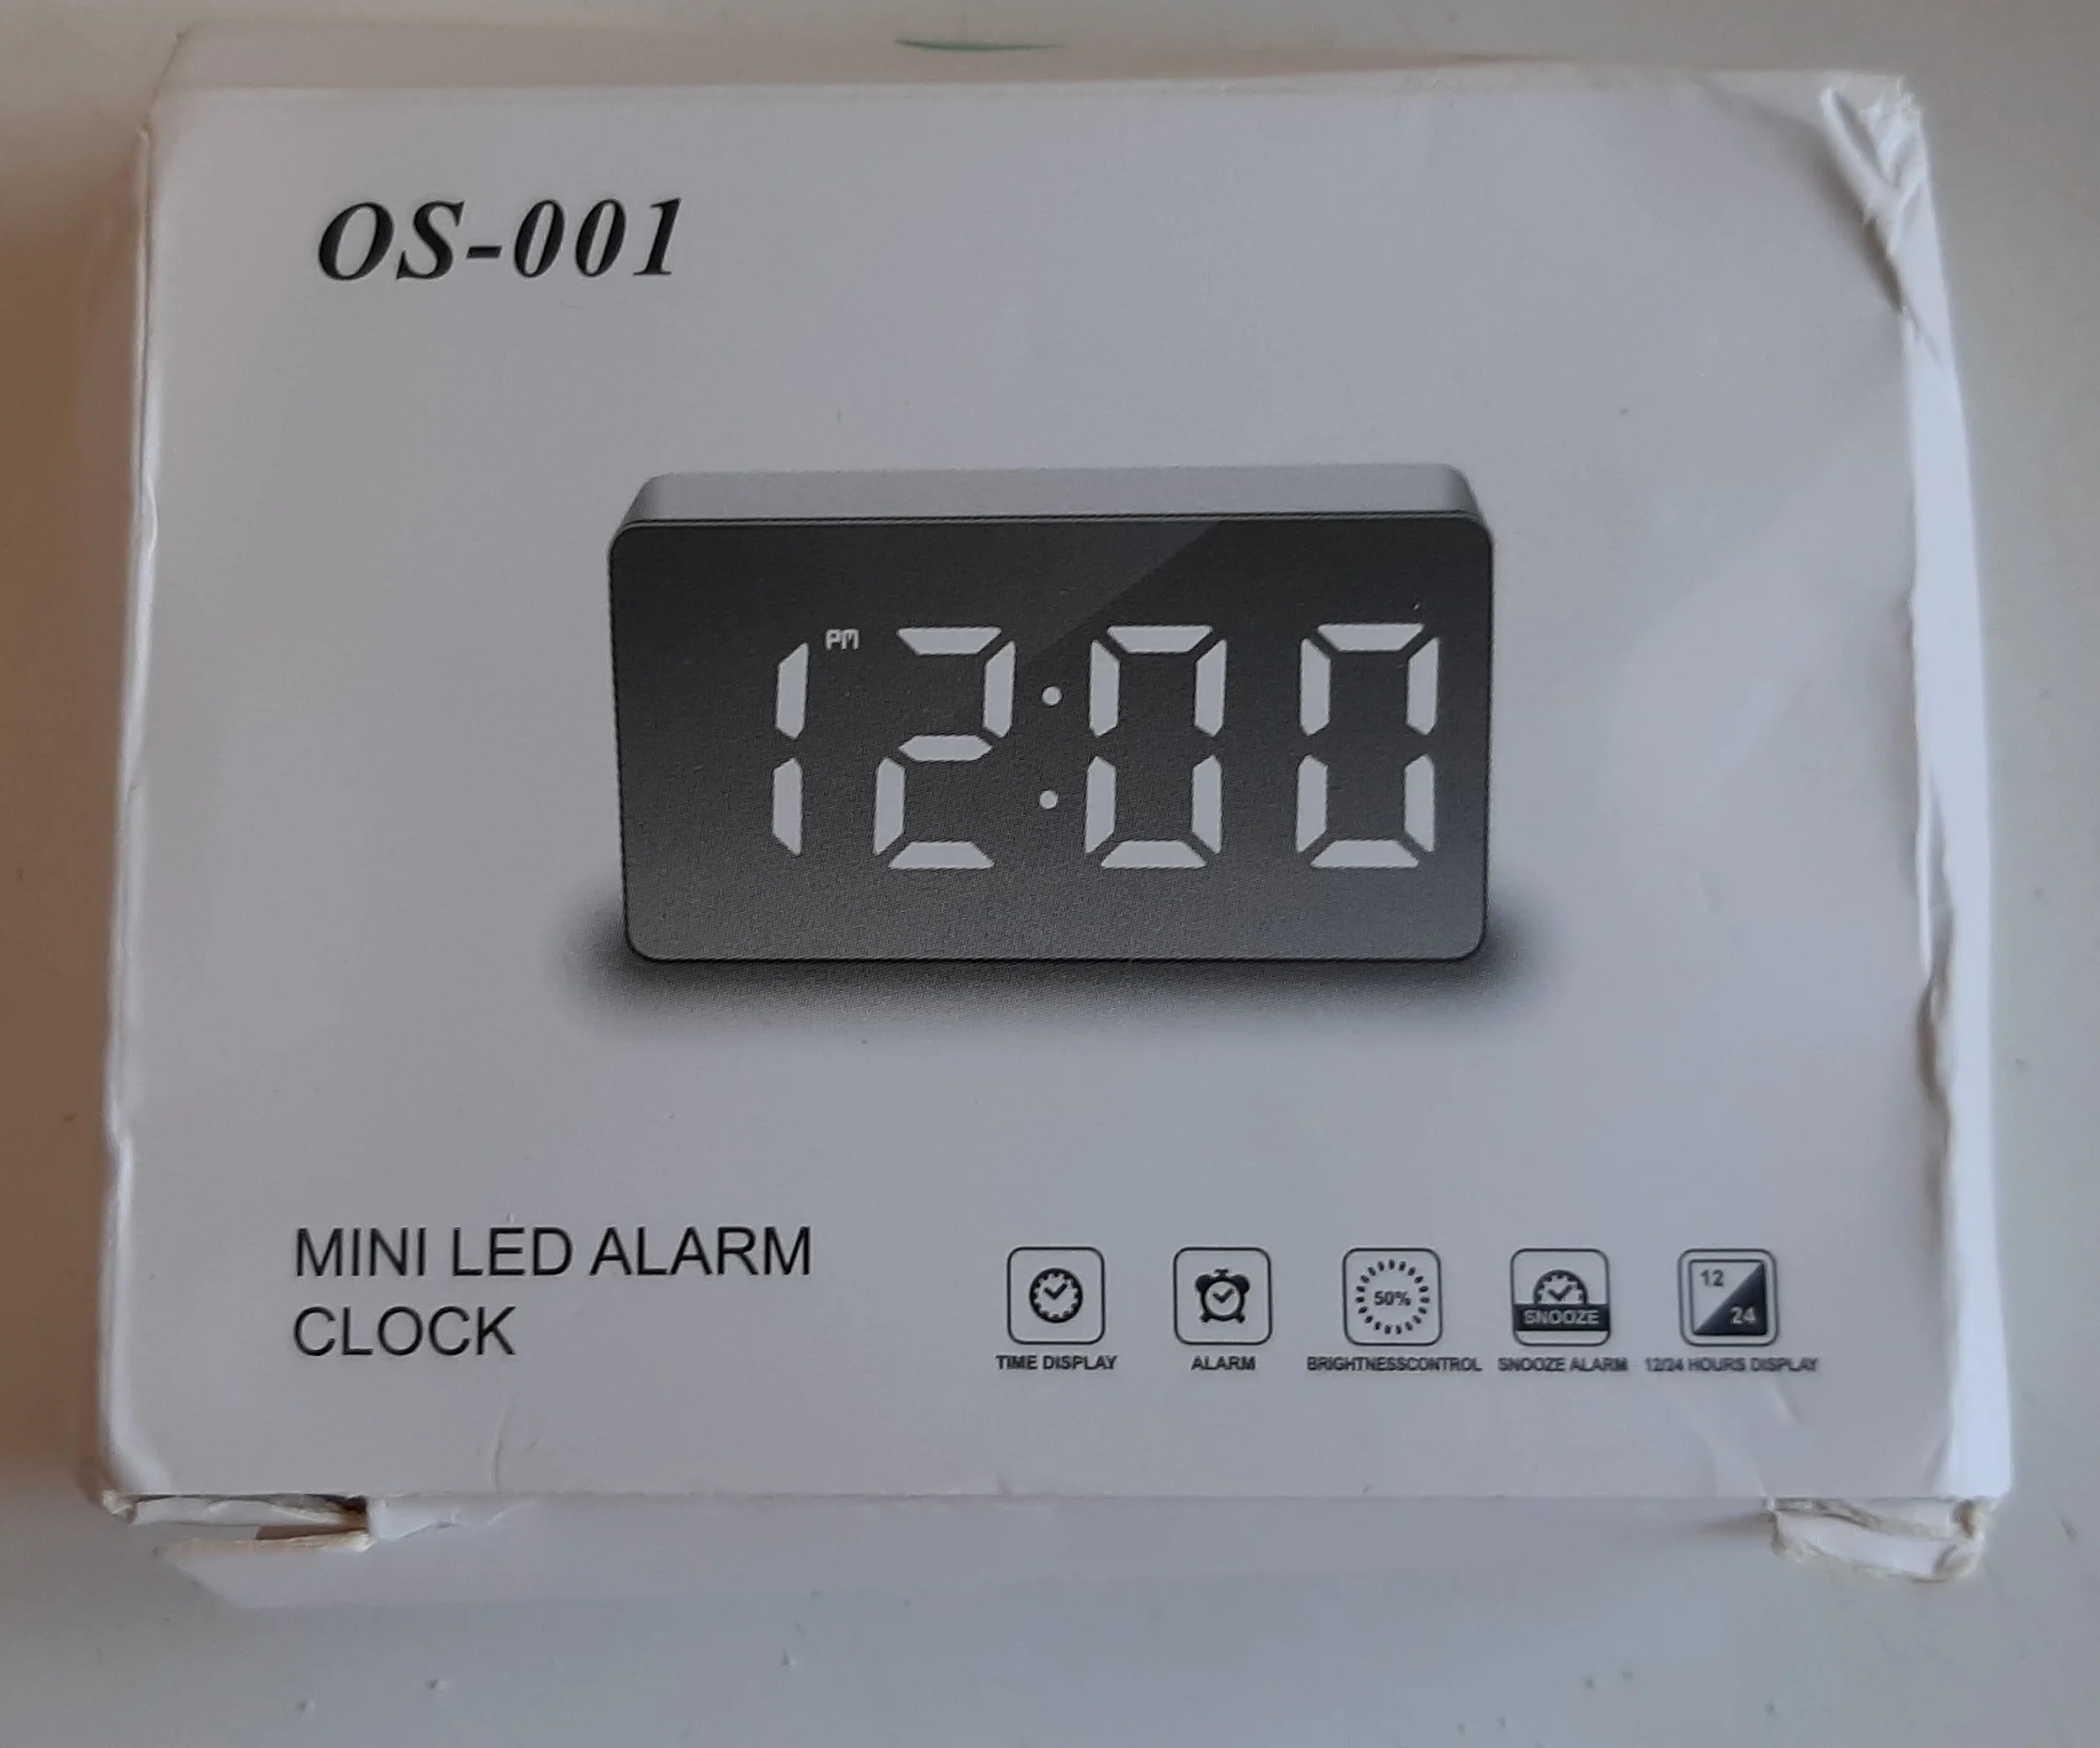 OS-001
PM
12:00
MINI LED ALARM
CLOCK
50%
SNOOZE
12
24
TIME DISPLAY
ALARM
BRIGHTNESSCONTROL
SNOOZE ALARM
12/24 HOURS DISPLAY